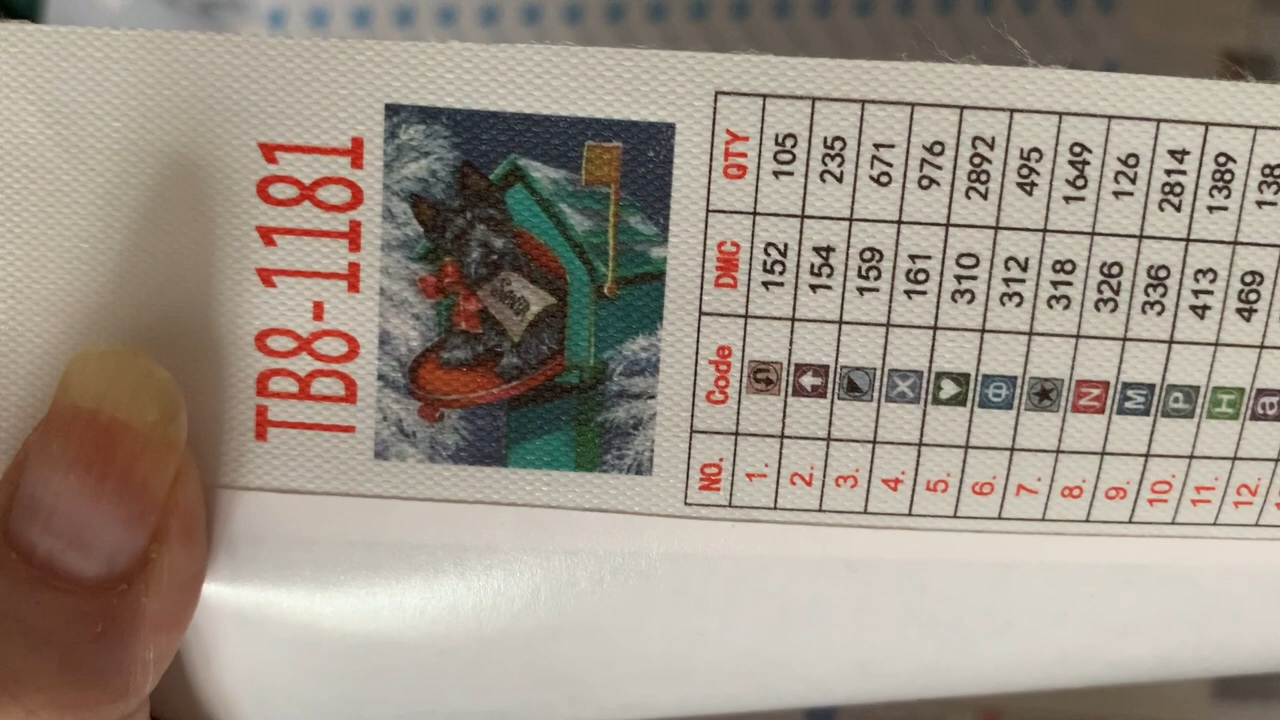 TB8-1181
Santa
NO. Code DMC QTY
1. 152 105
2. ⬆ 154 235
3. ◪ 159 671
4. X 161 976
5. ♥ 310 2892
6. Φ 312 495
7. ★ 318 1649
8. N 326 126
9. M 336 2814
10. P 413 1389
11. H 469 138
12. a